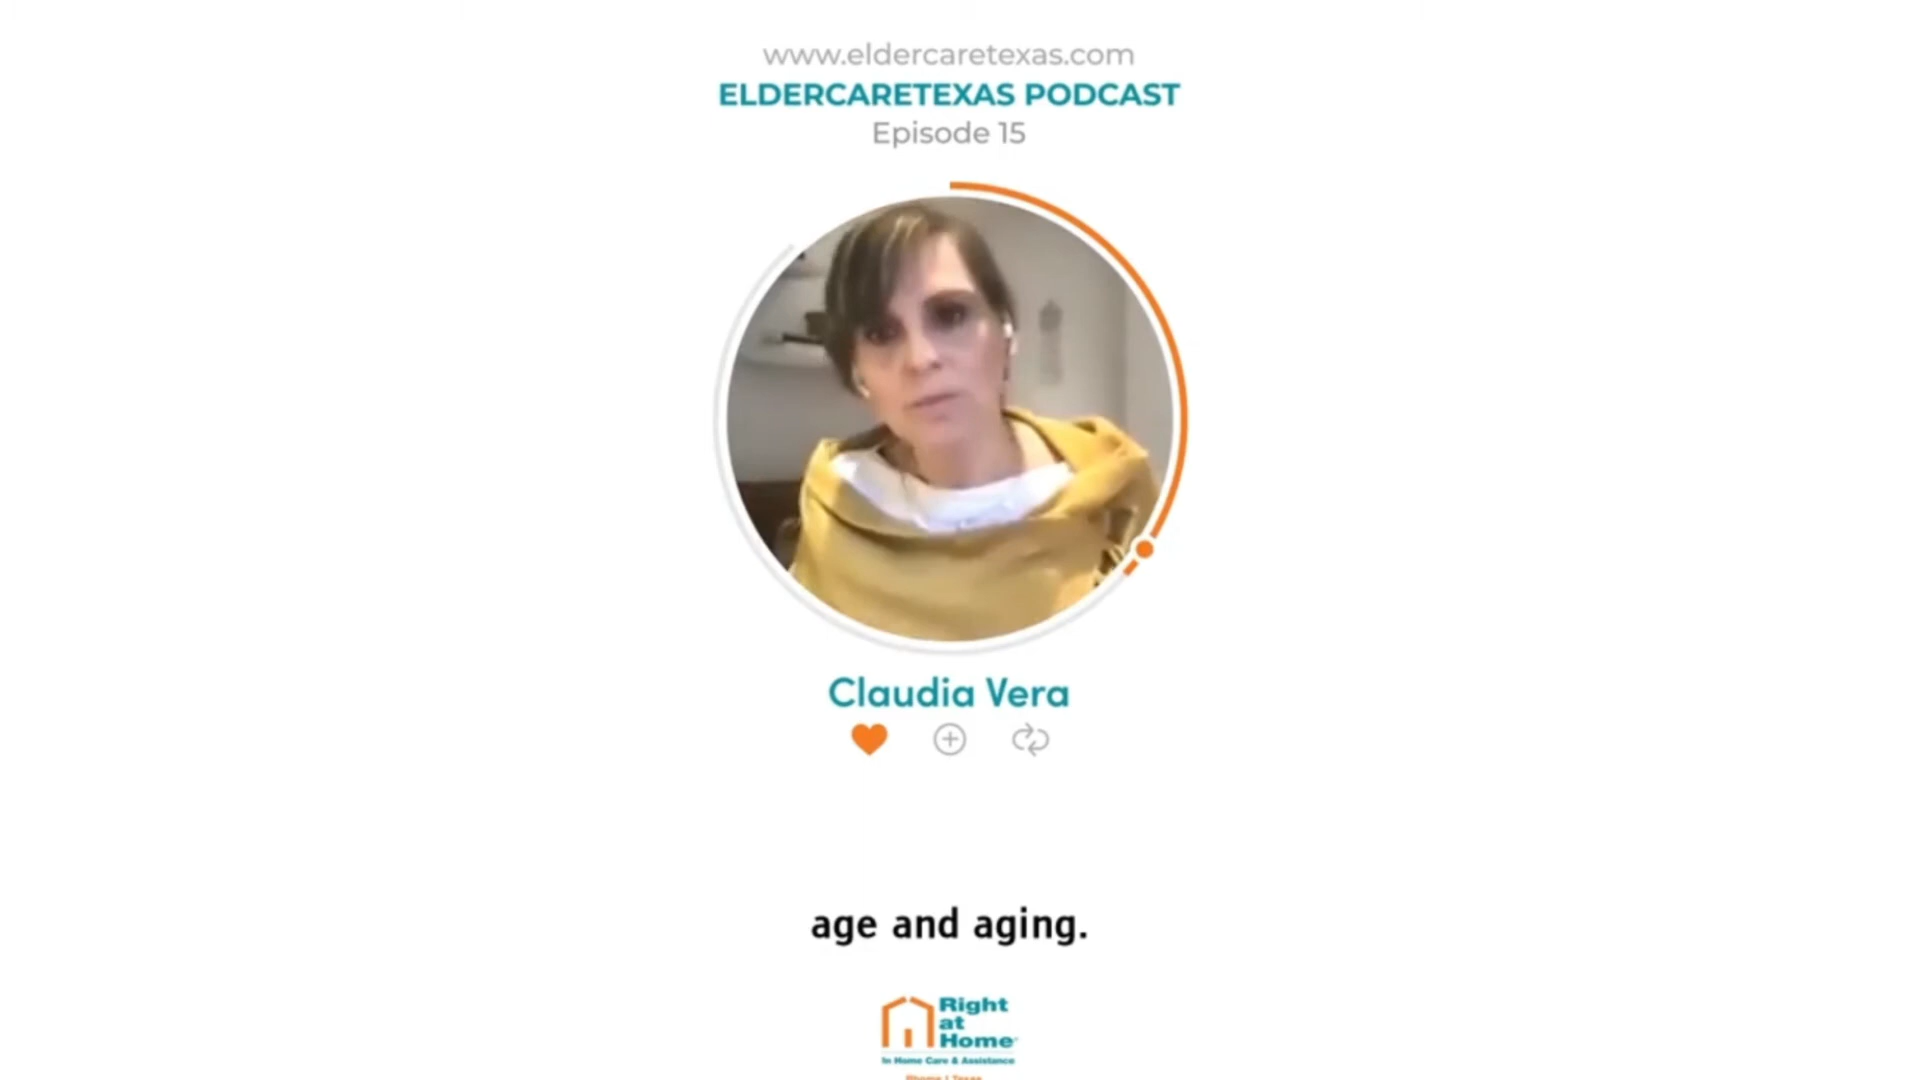 www.eldercaretexas.com
ELDERCARETEXAS PODCAST
Episode 15
Claudia Vera
age and aging.
Right
at
Home
In Home Care & Assistance